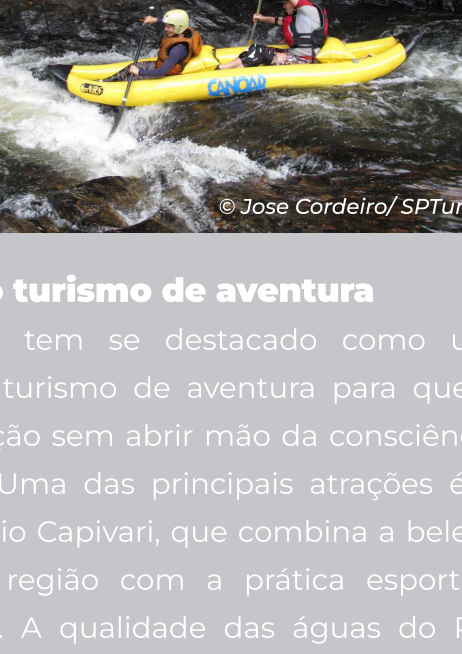 CANOAR
© Jose Cordeiro/ SPTur
o turismo de aventura
tem se destacado como u
turismo de aventura para que
ção sem abrir mão da consciên
Uma das principais atrações é
io Capivari, que combina a bele
região com a prática esport
. A qualidade das águas do